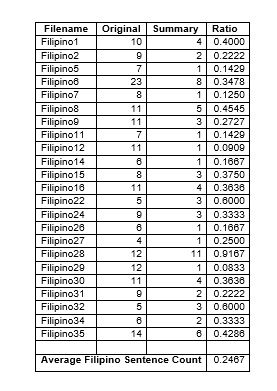 Filename Original Summary Ratio
Filipino1 10 4 0.4000
Filipino2 9 2 0.2222
Filipino5 7 1 0.1429
Filipino6 23 8 0.3478
Filipino7 8 1 0.1250
Filipino8 11 5 0.4545
Filipino9 11 3 0.2727
Filipino11 7 1 0.1429
Filipino12 11 1 0.0909
Filipino14 6 1 0.1667
Filipino15 8 3 0.3750
Filipino16 11 4 0.3636
Filipino22 5 3 0.6000
Filipino24 9 3 0.3333
Filipino26 6 1 0.1667
Filipino27 4 1 0.2500
Filipino28 12 11 0.9167
Filipino29 12 1 0.0833
Filipino30 11 4 0.3636
Filipino31 9 2 0.2222
Filipino32 5 3 0.6000
Filipino34 6 2 0.3333
Filipino35 14 6 0.4286
Average Filipino Sentence Count 0.2467